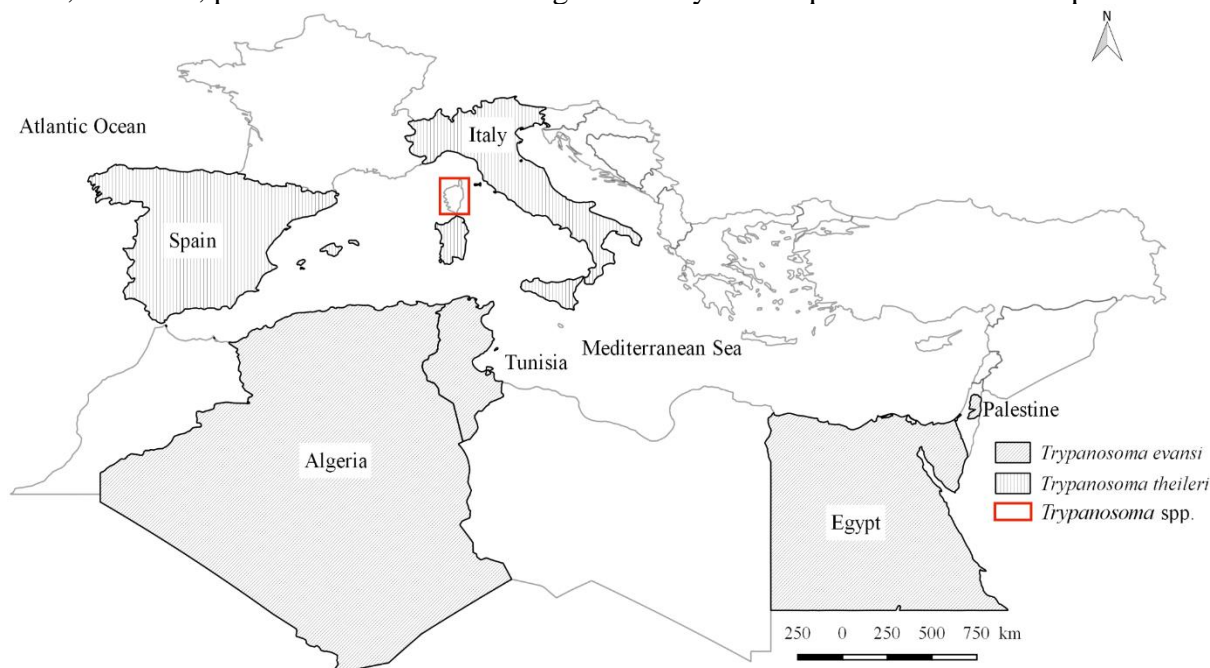 N
Atlantic Ocean
Italy
Spain
Mediterranean Sea
Tunisia
Palestine
Algeria
Trypanosoma evansi
Trypanosoma theileri
Trypanosoma spp.
Egypt
250 0 250 500 750 km